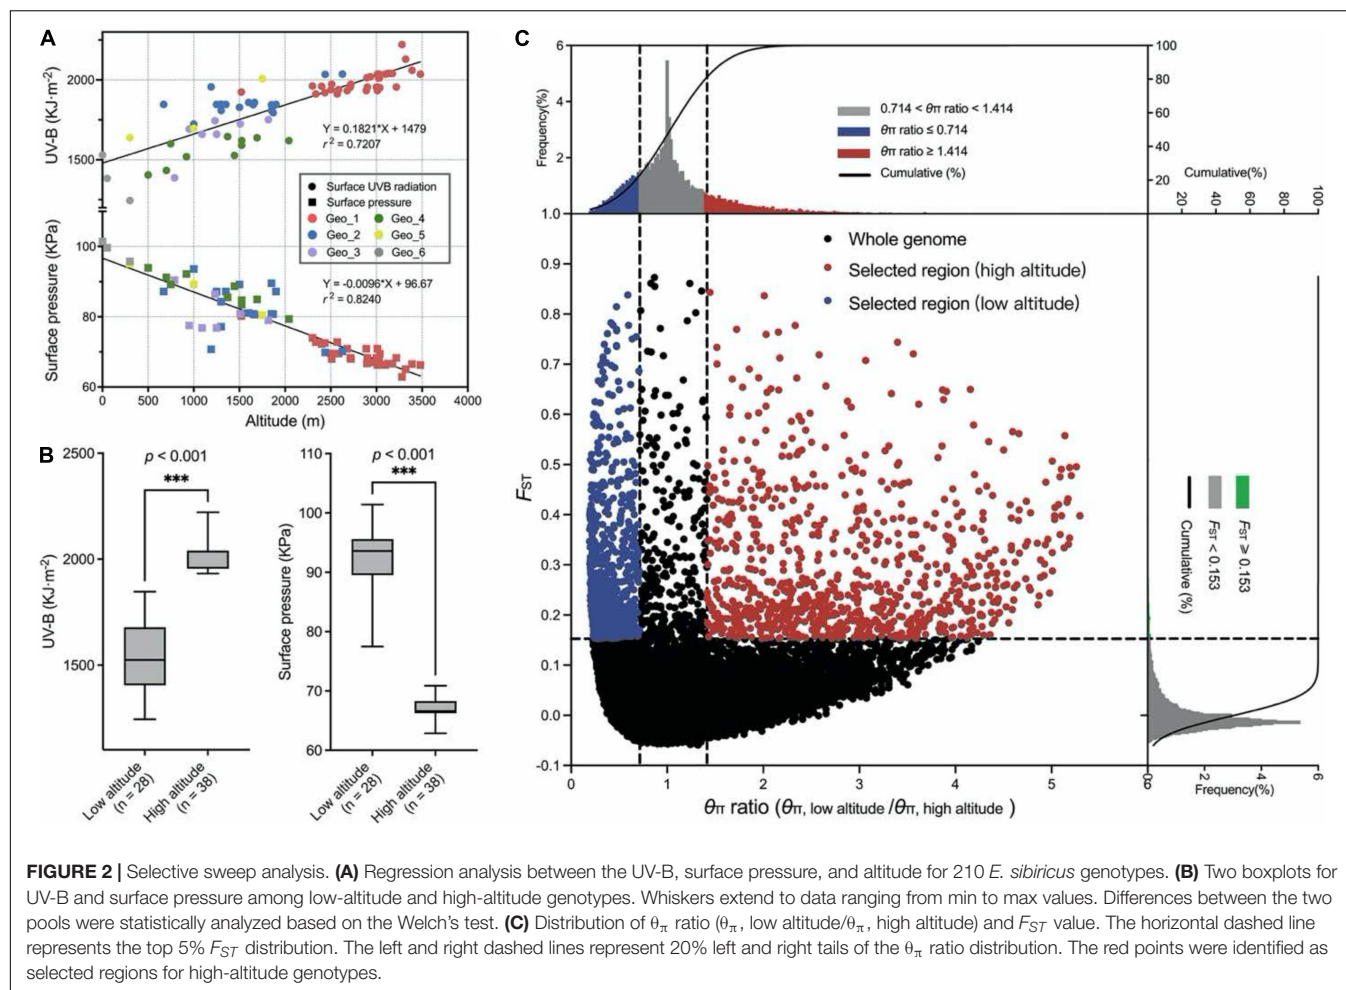 A
UV-B (KJ·m⁻²)
2000
1500
Y = 0.1821*X + 1479
r² = 0.7207
Surface UVB radiation
Surface pressure
Geo_1
Geo_4
Geo_2
Geo_5
Geo_3
Geo_6
Surface pressure (KPa)
100
80
60
Y = -0.0096*X + 96.67
r² = 0.8240
0 500 1000 1500 2000 2500 3000 3500 4000
Altitude (m)
B
UV-B (KJ·m⁻²)
2500
2000
1500
p < 0.001
***
Low altitude
(n = 28)
High altitude
(n = 38)
Surface pressure (KPa)
110
100
90
80
70
60
p < 0.001
***
Low altitude
(n = 28)
High altitude
(n = 38)
C
Frequency(%)
6
4
2
1.0
0.714 < θπ ratio < 1.414
θπ ratio ≤ 0.714
θπ ratio ≥ 1.414
Cumulative (%)
100
80
60
40
20
Cumulative(%)
Cumulative(%)
20 40 60 80 100
Whole genome
Selected region (high altitude)
Selected region (low altitude)
FST
0.9
0.8
0.7
0.6
0.5
0.4
0.3
0.2
0.1
0.0
-0.1
0 1 2 3 4 5
θπ ratio (θπ, low altitude /θπ, high altitude )
FST ≥ 0.153
FST < 0.153
Cumulative (%)
2 4 6
Frequency(%)
FIGURE 2 | Selective sweep analysis. (A) Regression analysis between the UV-B, surface pressure, and altitude for 210 E. sibiricus genotypes. (B) Two boxplots for
UV-B and surface pressure among low-altitude and high-altitude genotypes. Whiskers extend to data ranging from min to max values. Differences between the two
pools were statistically analyzed based on the Welch's test. (C) Distribution of θπ ratio (θπ, low altitude/θπ, high altitude) and FST value. The horizontal dashed line
represents the top 5% FST distribution. The left and right dashed lines represent 20% left and right tails of the θπ ratio distribution. The red points were identified as
selected regions for high-altitude genotypes.